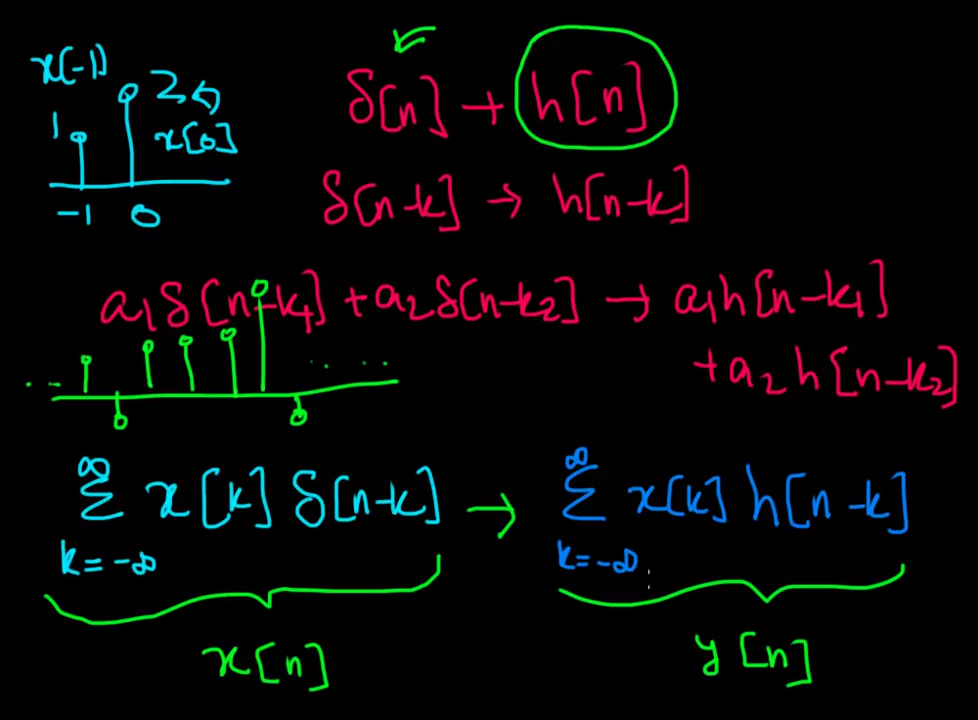 x[-1]
1 2 x[0]
-1 0
δ[n] → h[n]
δ[n-k] → h[n-k]
a₁δ[n-k₁] + a₂δ[n-k₂] → a₁h[n-k₁]
+ a₂h[n-k₂]
∞ ∞
Σ x[k] δ[n-k] → Σ x[k] h[n-k]
k=-∞ k=-∞
x[n] y[n]